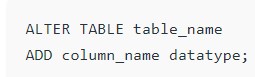 ALTER TABLE table_name
ADD column_name datatype;